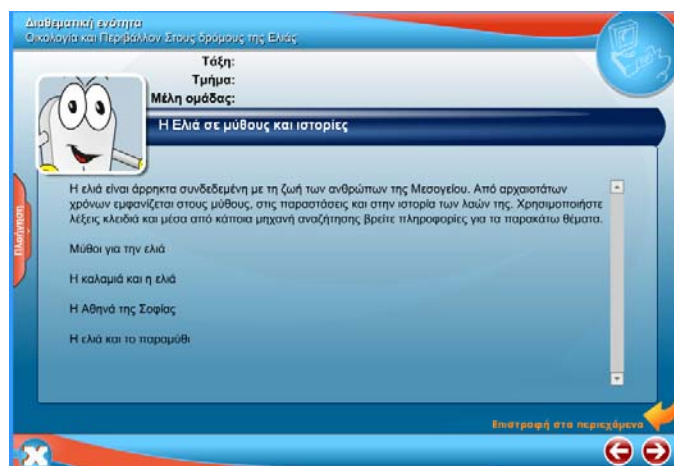 Διαθεματική ενότητα
Οικολογία και Περιβάλλον Στους δρόμους της Ελιάς
Τάξη:
Τμήμα:
Μέλη ομάδας:
Η Ελιά σε μύθους και ιστορίες
Πλοήγηση
Η ελιά είναι άρρηκτα συνδεδεμένη με τη ζωή των ανθρώπων της Μεσογείου. Από αρχαιοτάτων
χρόνων εμφανίζεται στους μύθους, στις παραστάσεις και στην ιστορία των λαών της. Χρησιμοποιήστε
λέξεις κλειδιά και μέσα από κάποια μηχανή αναζήτησης βρείτε πληροφορίες για τα παρακάτω θέματα.
Μύθοι για την ελιά
Η καλαμιά και η ελιά
Η Αθηνά της Σοφίας
Η ελιά και το παραμύθι
Επιστροφή στα περιεχόμενα